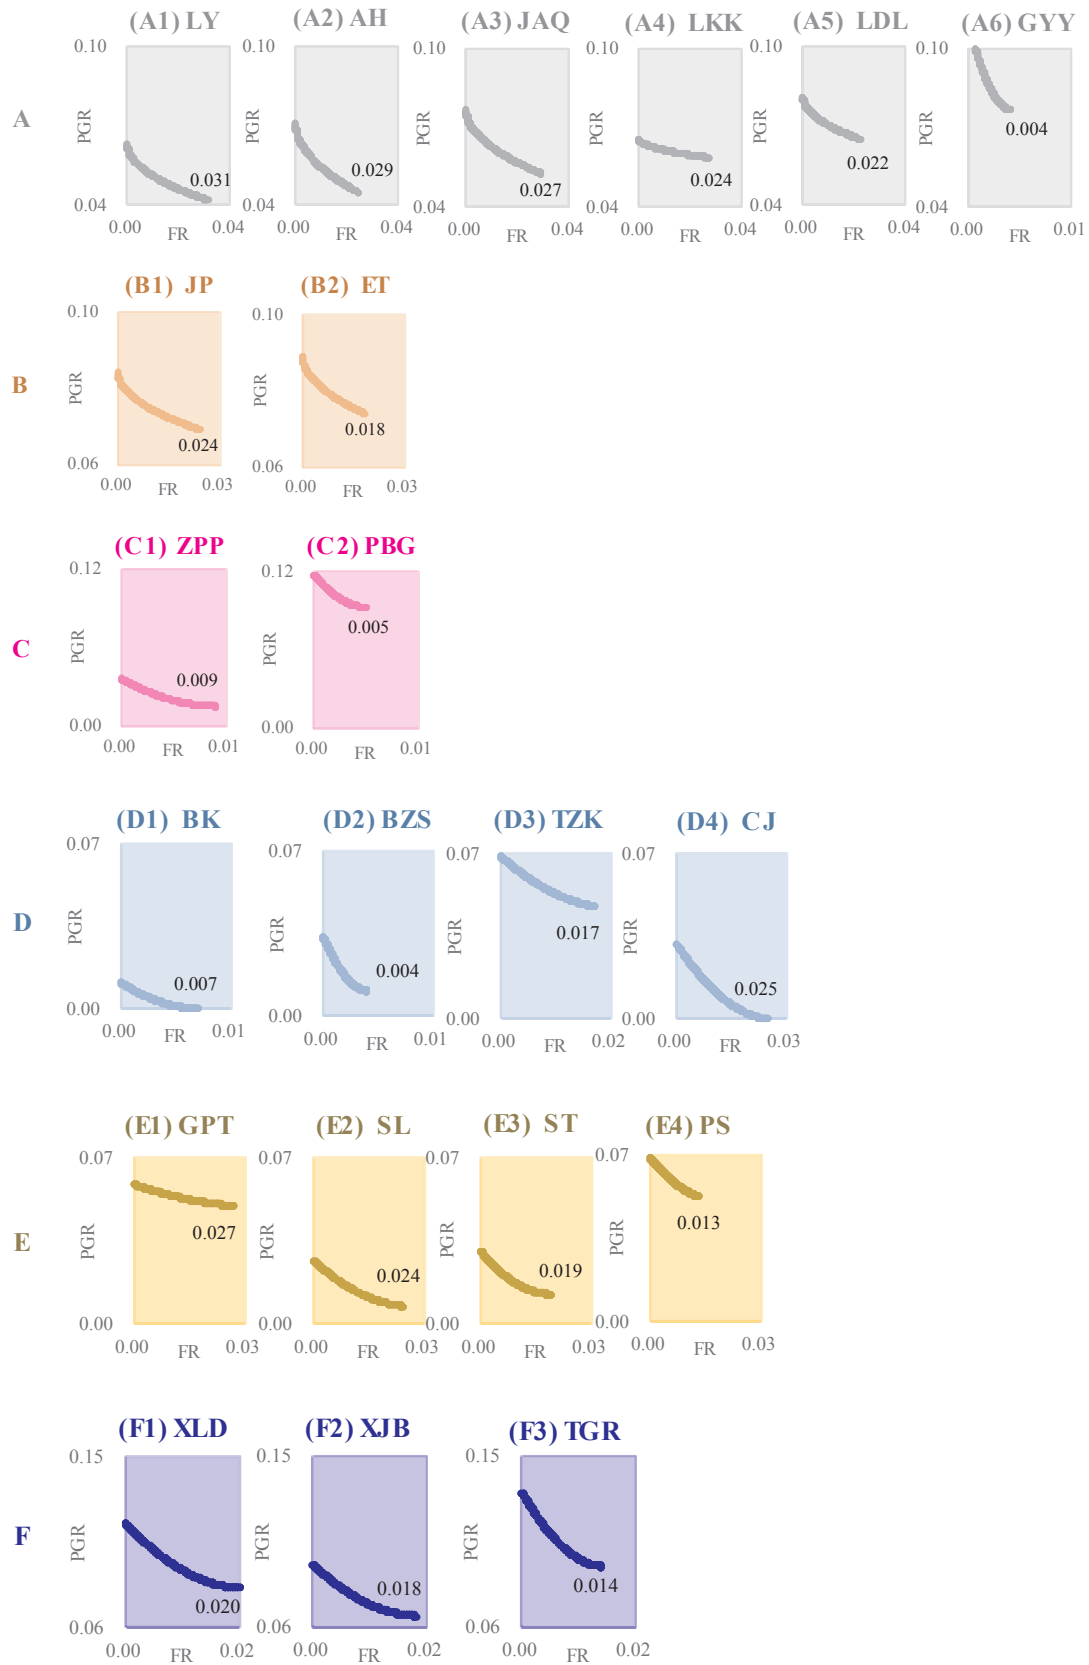 (A1) LY (A2) AH (A3) JAQ (A4) LKK (A5) LDL (A6) GYY
0.10 0.10 0.10 0.10 0.10 0.10
A PGR PGR PGR PGR PGR PGR
0.031 0.029 0.027 0.024 0.022 0.004
0.04 0.04 0.04 0.04 0.04 0.04
0.00 FR 0.04 0.00 FR 0.04 0.00 FR 0.04 0.00 FR 0.04 0.00 FR 0.04 0.00 FR 0.01
(B1) JP (B2) ET
0.10 0.10
B PGR PGR
0.024 0.018
0.06 0.06
0.00 FR 0.03 0.00 FR 0.03
(C1) ZPP (C2) PBG
0.12 0.12
C PGR PGR
0.009 0.005
0.00 0.00
0.00 FR 0.01 0.00 FR 0.01
(D1) BK (D2) BZS (D3) TZK (D4) CJ
0.07 0.07 0.07 0.07
D PGR PGR PGR PGR
0.007 0.004 0.017 0.025
0.00 0.00 0.00 0.00
0.00 FR 0.01 0.00 FR 0.01 0.00 FR 0.02 0.00 FR 0.03
(E1) GPT (E2) SL (E3) ST (E4) PS
0.07 0.07 0.07 0.07
E PGR PGR PGR PGR
0.027 0.024 0.019 0.013
0.00 0.00 0.00 0.00
0.00 FR 0.03 0.00 FR 0.03 0.00 FR 0.03 0.00 FR 0.03
(F1) XLD (F2) XJB (F3) TGR
0.15 0.15 0.15
F PGR PGR PGR
0.020 0.018 0.014
0.06 0.06 0.06
0.00 FR 0.02 0.00 FR 0.02 0.00 FR 0.02